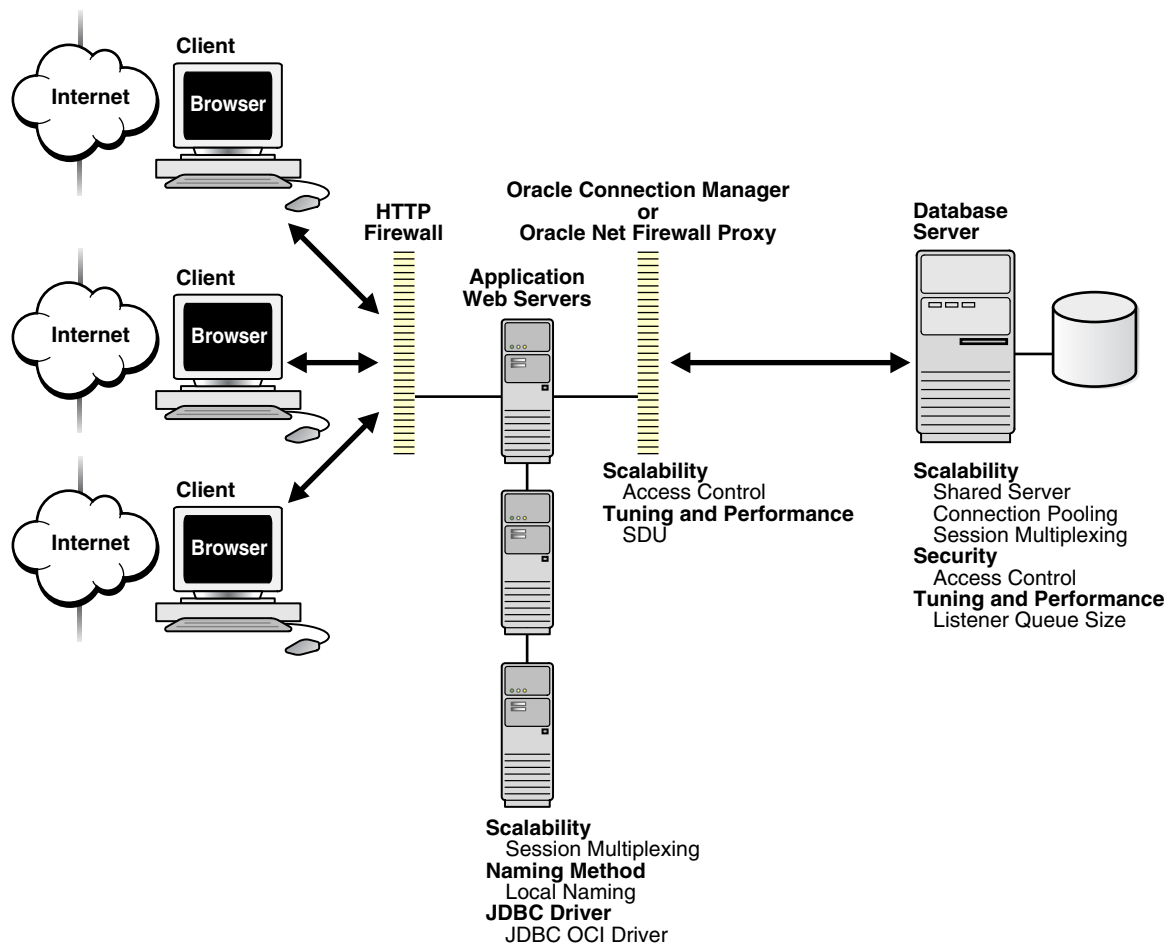 Client
Internet
Browser
Oracle Connection Manager
or
Oracle Net Firewall Proxy
HTTP
Firewall
Database
Server
Client
Application
Web Servers
Internet
Browser
Scalability
Access Control
Tuning and Performance
SDU
Scalability
Shared Server
Connection Pooling
Session Multiplexing
Security
Access Control
Tuning and Performance
Listener Queue Size
Client
Internet
Browser
Scalability
Session Multiplexing
Naming Method
Local Naming
JDBC Driver
JDBC OCI Driver